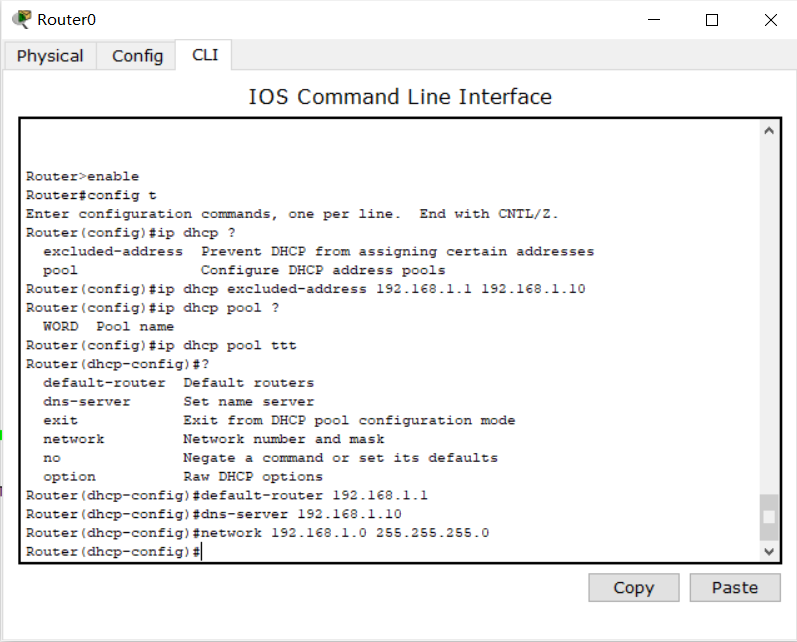 Router0
Physical Config CLI
IOS Command Line Interface
Router>enable
Router#config t
Enter configuration commands, one per line.  End with CNTL/Z.
Router(config)#ip dhcp ?
  excluded-address  Prevent DHCP from assigning certain addresses
  pool              Configure DHCP address pools
Router(config)#ip dhcp excluded-address 192.168.1.1 192.168.1.10
Router(config)#ip dhcp pool ?
  WORD  Pool name
Router(config)#ip dhcp pool ttt
Router(dhcp-config)#?
  default-router  Default routers
  dns-server      Set name server
  exit            Exit from DHCP pool configuration mode
  network         Network number and mask
  no              Negate a command or set its defaults
  option          Raw DHCP options
Router(dhcp-config)#default-router 192.168.1.1
Router(dhcp-config)#dns-server 192.168.1.10
Router(dhcp-config)#network 192.168.1.0 255.255.255.0
Router(dhcp-config)#
Copy Paste